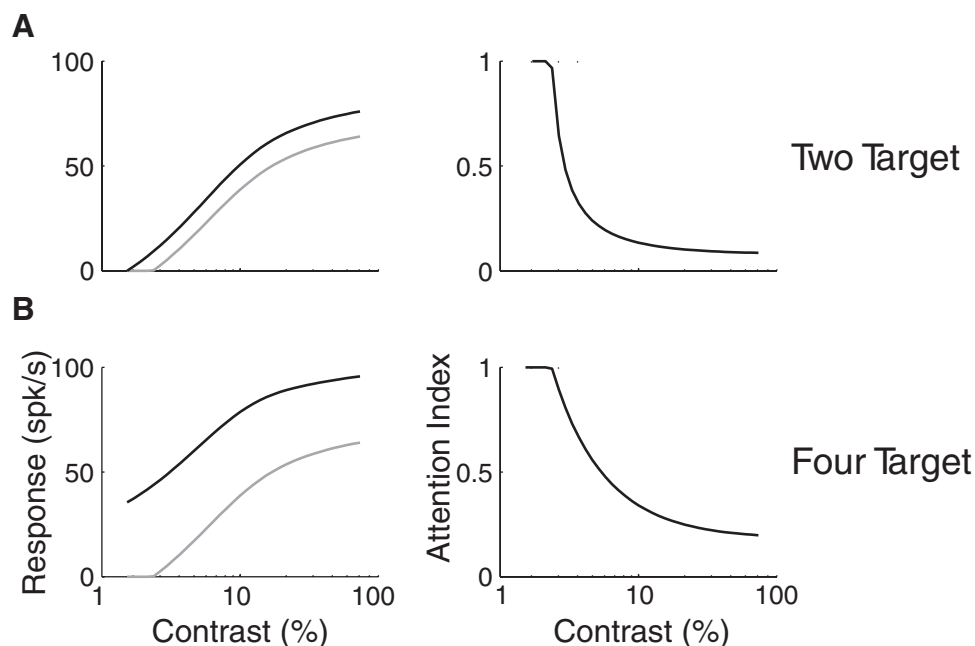 A
100
50
0
1
0.5
0
Two Target
B
Response (spk/s)
100
50
0
1
10
100
Contrast (%)
Attention Index
1
0.5
0
1
10
100
Contrast (%)
Four Target